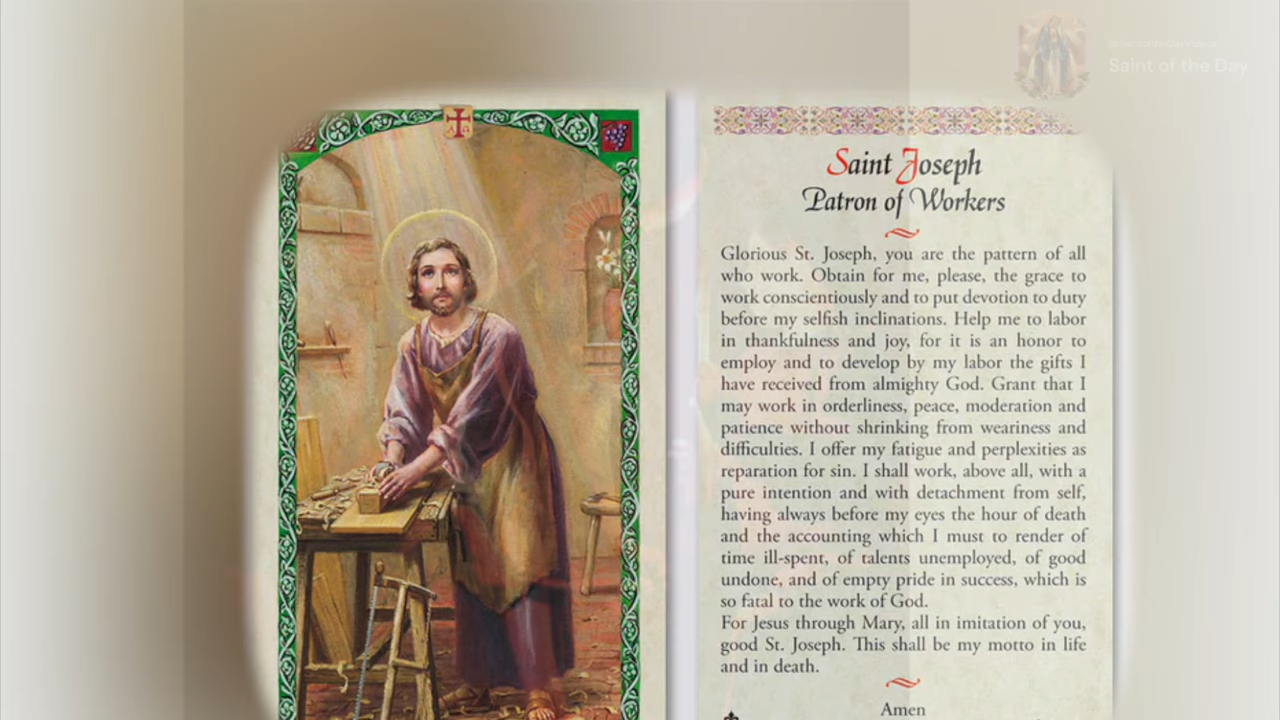 Saint of the Day
Saint Joseph
Patron of Workers
Glorious St. Joseph, you are the pattern of all
who work. Obtain for me, please, the grace to
work conscientiously and to put devotion to duty
before my selfish inclinations. Help me to labor
in thankfulness and joy, for it is an honor to
employ and to develop by my labor the gifts I
have received from almighty God. Grant that I
may work in orderliness, peace, moderation and
patience without shrinking from weariness and
difficulties. I offer my fatigue and perplexities as
reparation for sin. I shall work, above all, with a
pure intention and with detachment from self,
having always before my eyes the hour of death
and the accounting which I must to render of
time ill-spent, of talents unemployed, of good
undone, and of empty pride in success, which is
so fatal to the work of God.
For Jesus through Mary, all in imitation of you,
good St. Joseph. This shall be my motto in life
and in death.
Amen